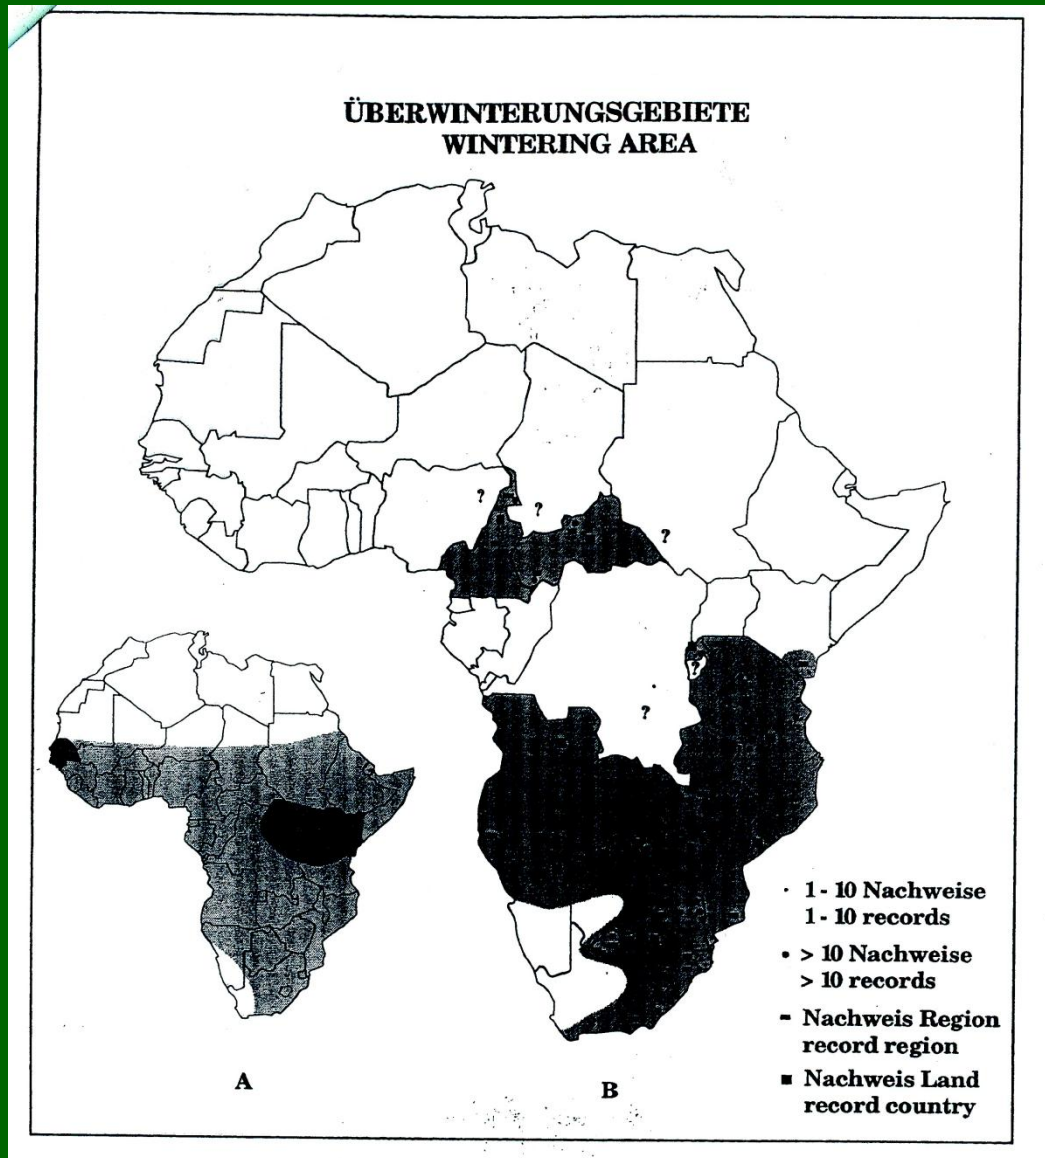 ÜBERWINTERUNGSGEBIETE
WINTERING AREA
?
?
?
?
?
A
B
· 1 - 10 Nachweise
1 - 10 records
• > 10 Nachweise
> 10 records
- Nachweis Region
record region
■ Nachweis Land
record country